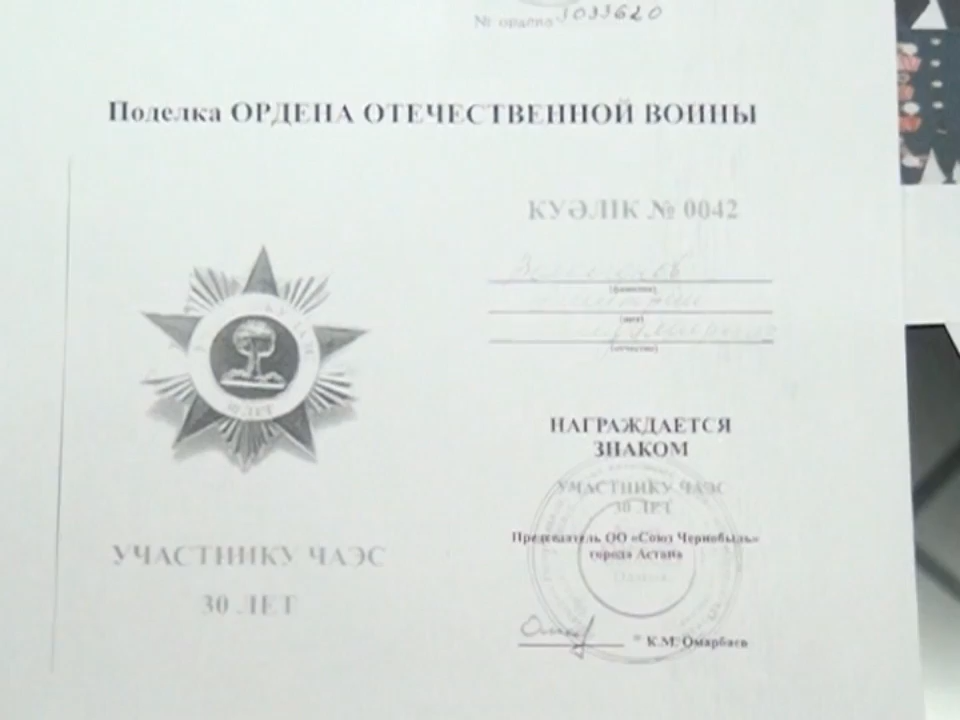 № ордена 1033620
Поделка ОРДЕНА ОТЕЧЕСТВЕННОЙ ВОЙНЫ
КУӘЛІК № 0042
(фамилия)
(имя)
(отчество)
30 ЛЕТ
НАГРАЖДАЕТСЯ
ЗНАКОМ
УЧАСТНИКУ ЧАЭС
30 ЛЕТ
Председатель ОО «Союз Чернобыль»
города Астана
К.М. Омарбаев
УЧАСТНИКУ ЧАЭС
30 ЛЕТ